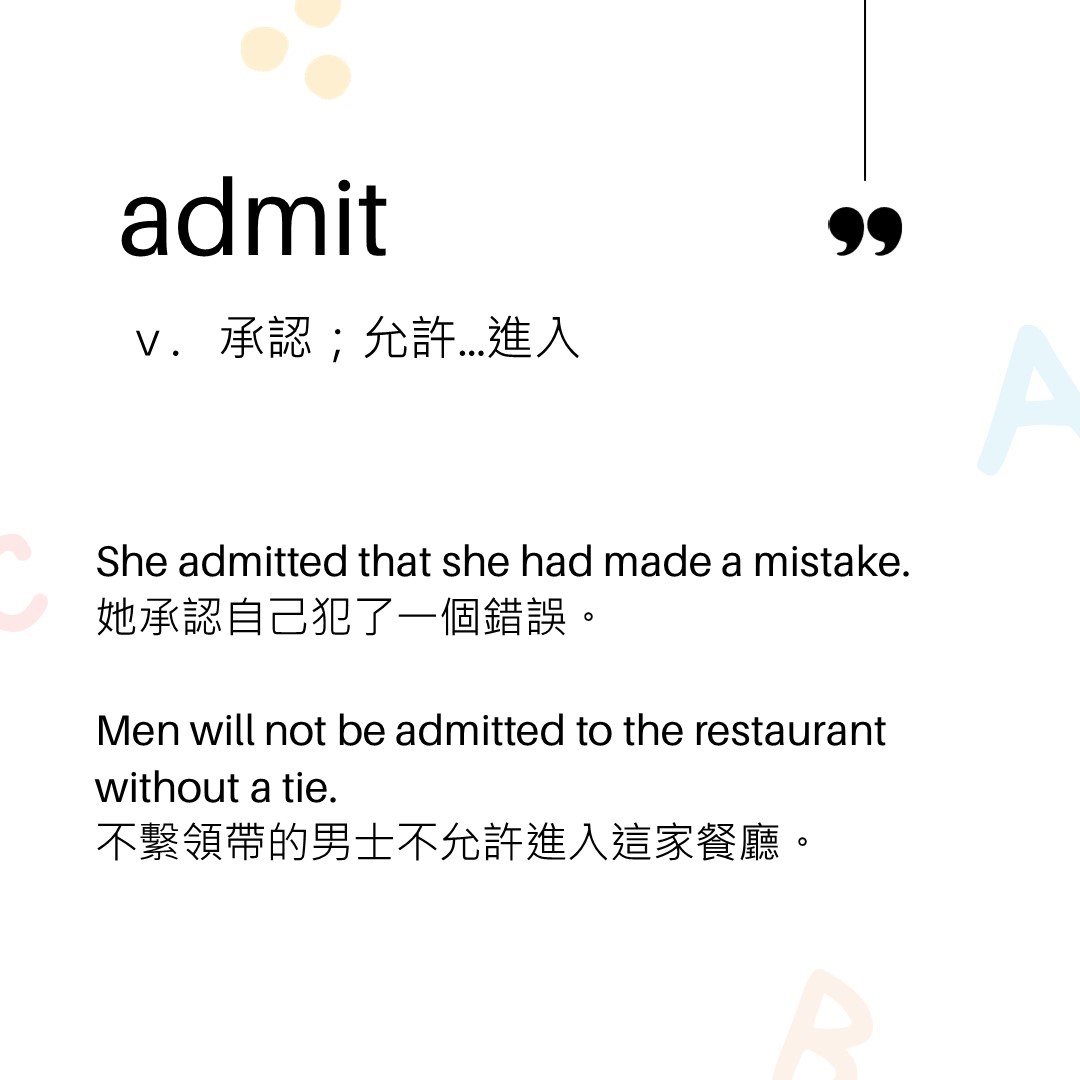 admit
”
v. 承認；允許...進入
A
C
She admitted that she had made a mistake.
她承認自己犯了一個錯誤。
Men will not be admitted to the restaurant
without a tie.
不繫領帶的男士不允許進入這家餐廳。
B